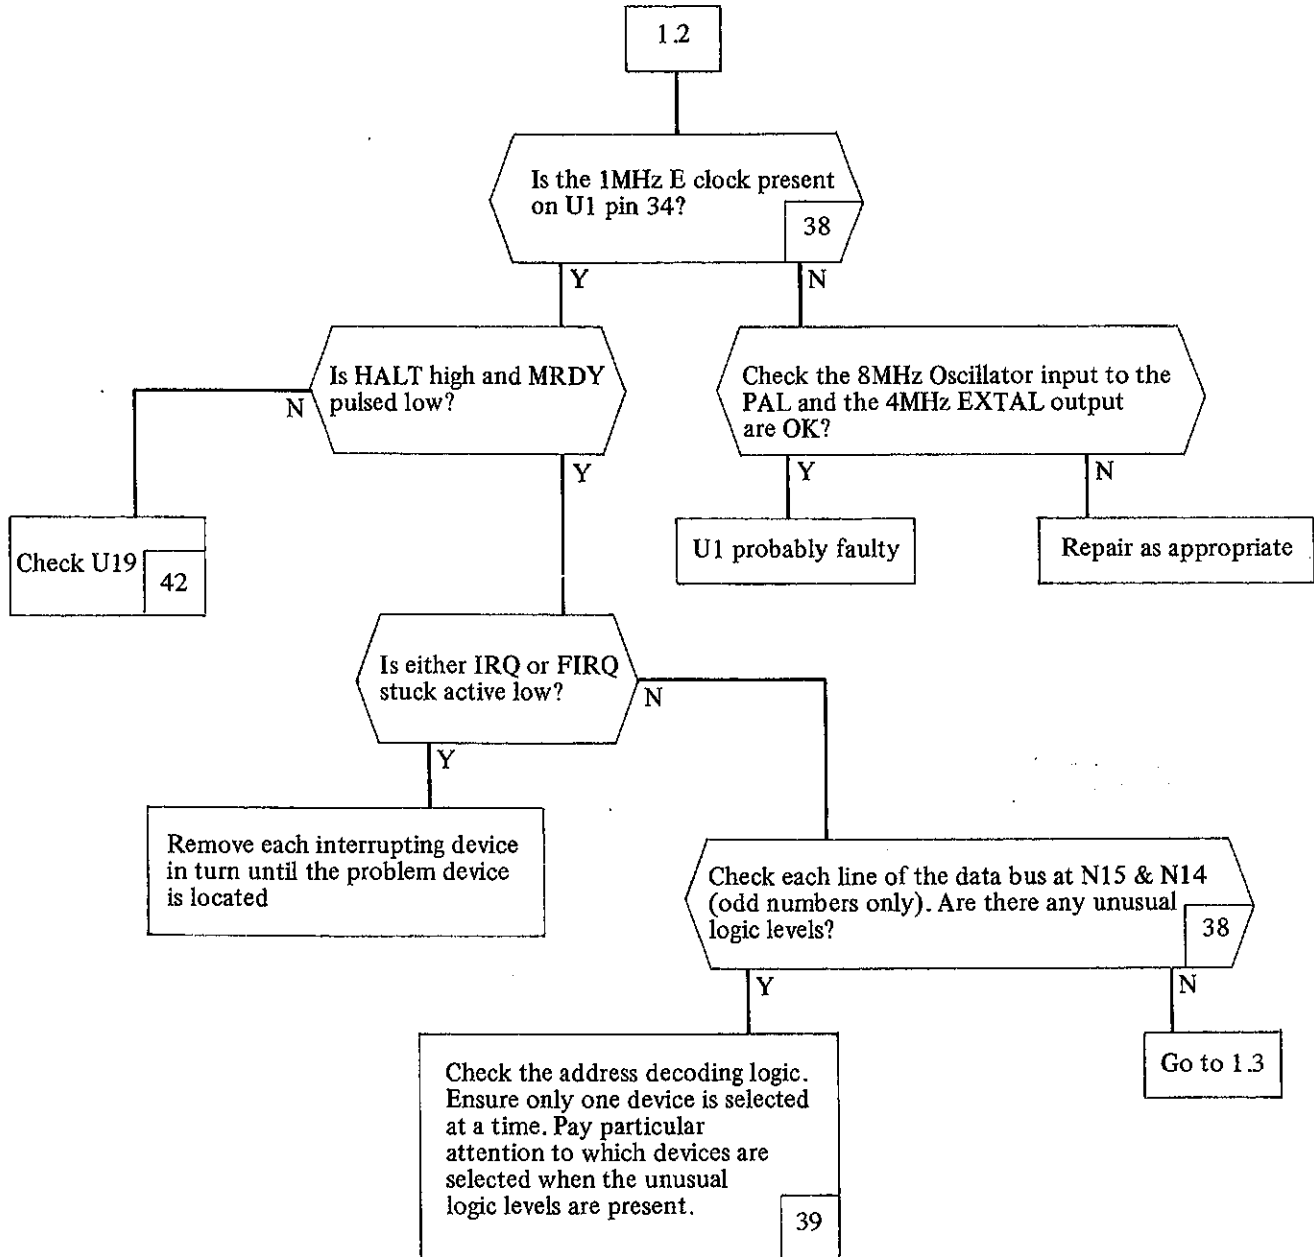 1.2
Is the 1MHz E clock present
on U1 pin 34?
38
Y
N
Is HALT high and MRDY
pulsed low?
N
Y
Check the 8MHz Oscillator input to the
PAL and the 4MHz EXTAL output
are OK?
Y
N
Check U19
42
U1 probably faulty
Repair as appropriate
Is either IRQ or FIRQ
stuck active low?
N
Y
Remove each interrupting device
in turn until the problem device
is located
Check each line of the data bus at N15 & N14
(odd numbers only). Are there any unusual
logic levels?
38
Y
N
Check the address decoding logic.
Ensure only one device is selected
at a time. Pay particular
attention to which devices are
selected when the unusual
logic levels are present.
39
Go to 1.3